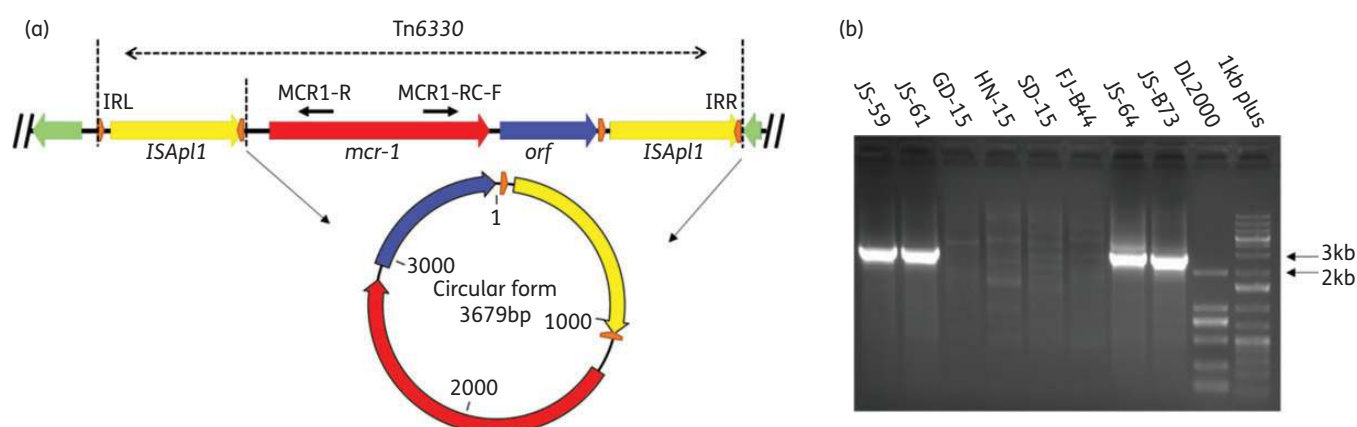 (a)
Tn6330
IRL
MCR1-R
MCR1-RC-F
IRR
ISApl1
mcr-1
orf
ISApl1
1
3000
Circular form
3679bp
1000
2000
(b)
JS-59
JS-61
GD-15
HN-15
SD-15
FJ-B44
JS-64
JS-B73
DL2000
1kb plus
3kb
2kb